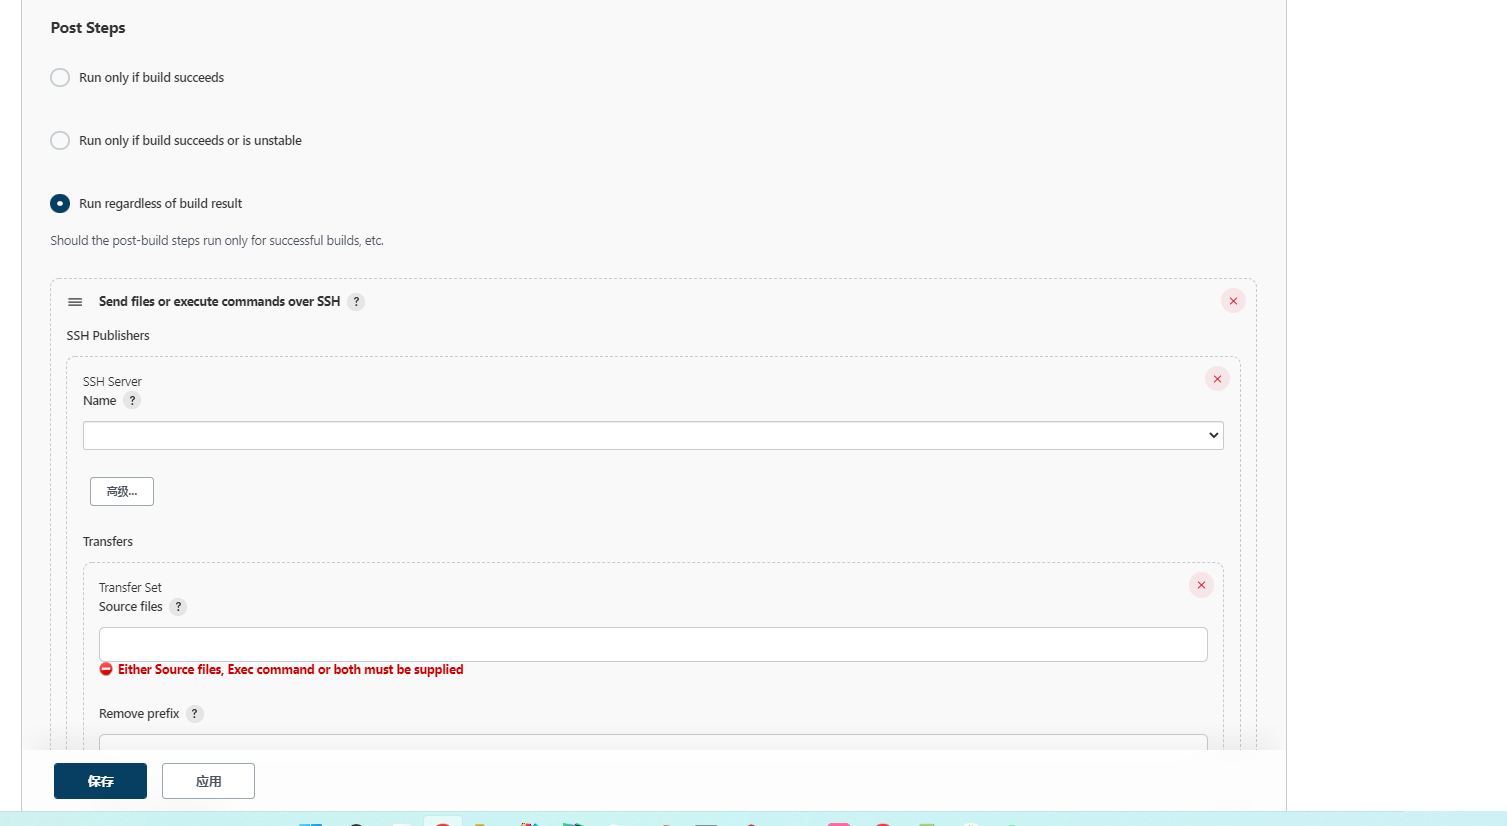 Post Steps
Run only if build succeeds
Run only if build succeeds or is unstable
Run regardless of build result
Should the post-build steps run only for successful builds, etc.
Send files or execute commands over SSH ?
SSH Publishers
SSH Server
Name ?
高级...
Transfers
Transfer Set
Source files ?
Either Source files, Exec command or both must be supplied
Remove prefix ?
保存 应用